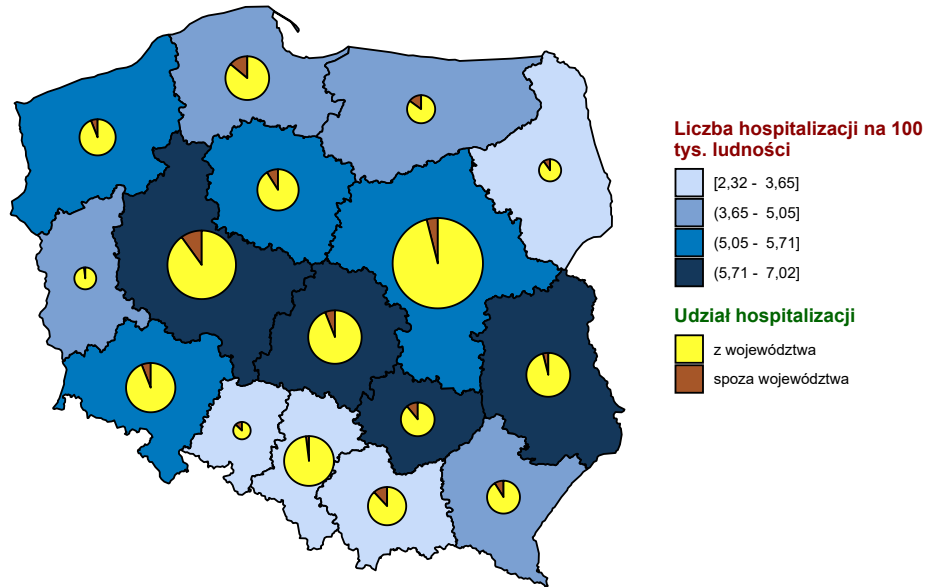 Liczba hospitalizacji na 100
tys. ludności
[2,32 - 3,65]
(3,65 - 5,05]
(5,05 - 5,71]
(5,71 - 7,02]
Udział hospitalizacji
z województwa
spoza województwa